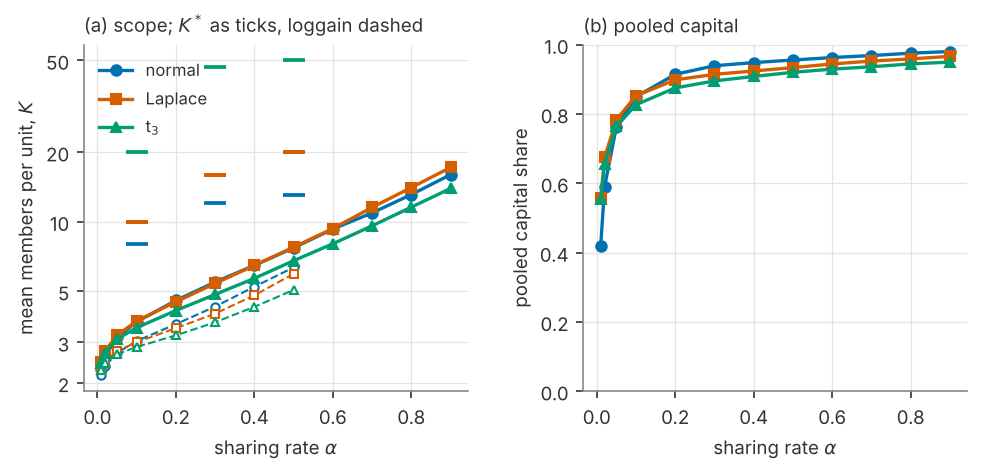 (a) scope; K* as ticks, loggain dashed
50
20
10
5
3
2
mean members per unit, K
normal
Laplace
t₃
0.0 0.2 0.4 0.6 0.8
sharing rate α
(b) pooled capital
1.0
0.8
0.6
0.4
0.2
0.0
pooled capital share
0.0 0.2 0.4 0.6 0.8
sharing rate α